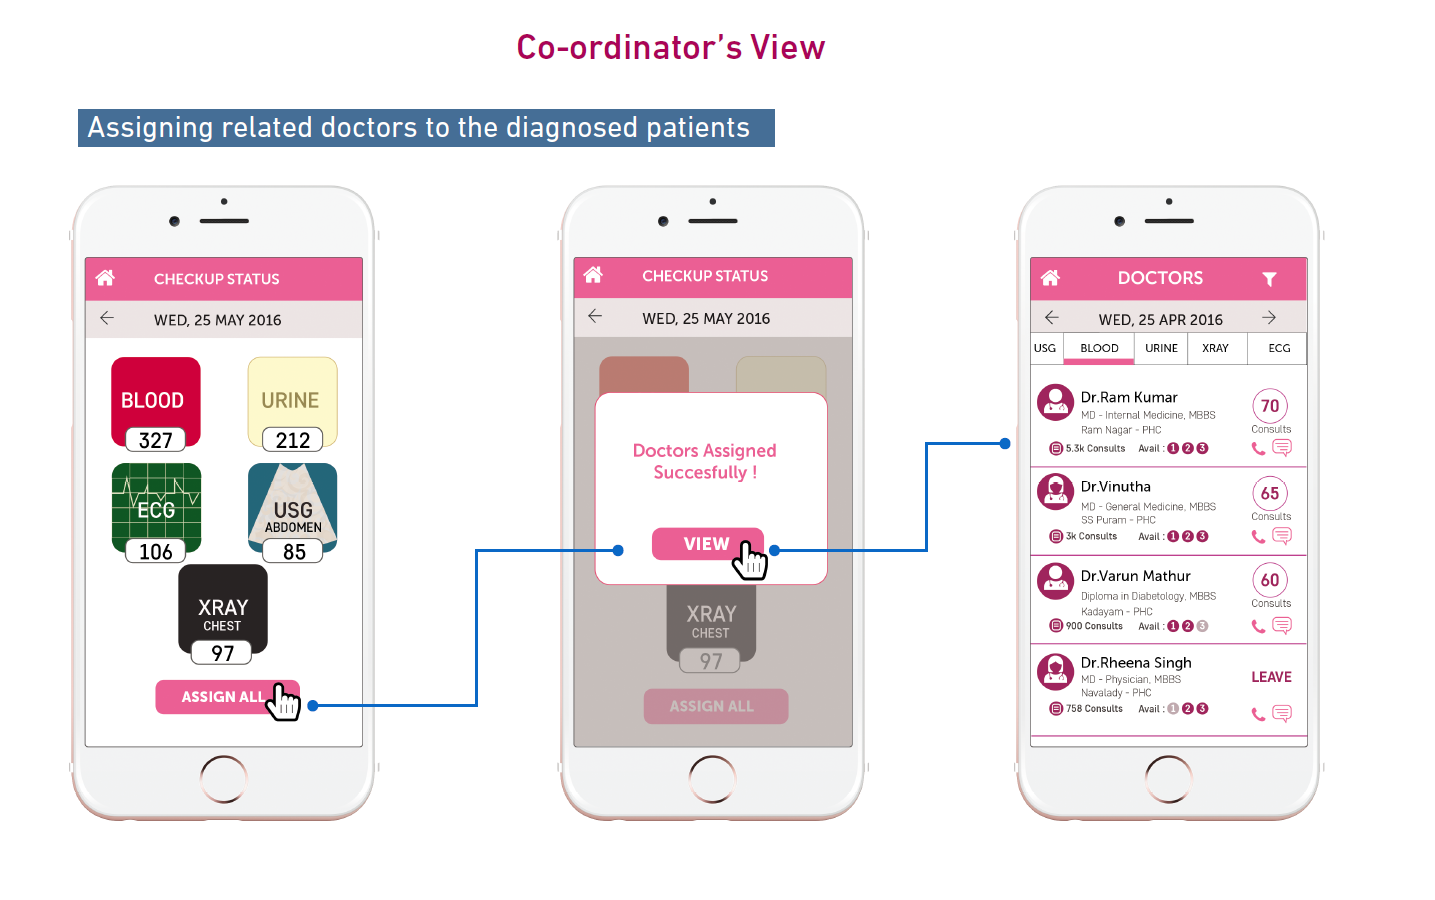 Co-ordinator's View
Assigning related doctors to the diagnosed patients
CHECKUP STATUS
WED, 25 MAY 2016
BLOOD
327
URINE
212
ECG
106
USG
ABDOMEN
85
XRAY
CHEST
97
ASSIGN ALL
CHECKUP STATUS
WED, 25 MAY 2016
Doctors Assigned
Succesfully !
VIEW
XRAY
CHEST
97
ASSIGN ALL
DOCTORS
WED, 25 APR 2016
USG BLOOD URINE XRAY ECG
Dr.Ram Kumar
MD - Internal Medicine, MBBS
Ram Nagar - PHC
5.3k Consults Avail : 1 2 3
70
Consults
Dr.Vinutha
MD - General Medicine, MBBS
SS Puram - PHC
3k Consults Avail : 1 2 3
65
Consults
Dr.Varun Mathur
Diploma in Diabetology, MBBS
Kadayam - PHC
900 Consults Avail : 1 2 3
60
Consults
Dr.Rheena Singh
MD - Physician, MBBS
Navalady - PHC
758 Consults Avail : 1 2 3
LEAVE